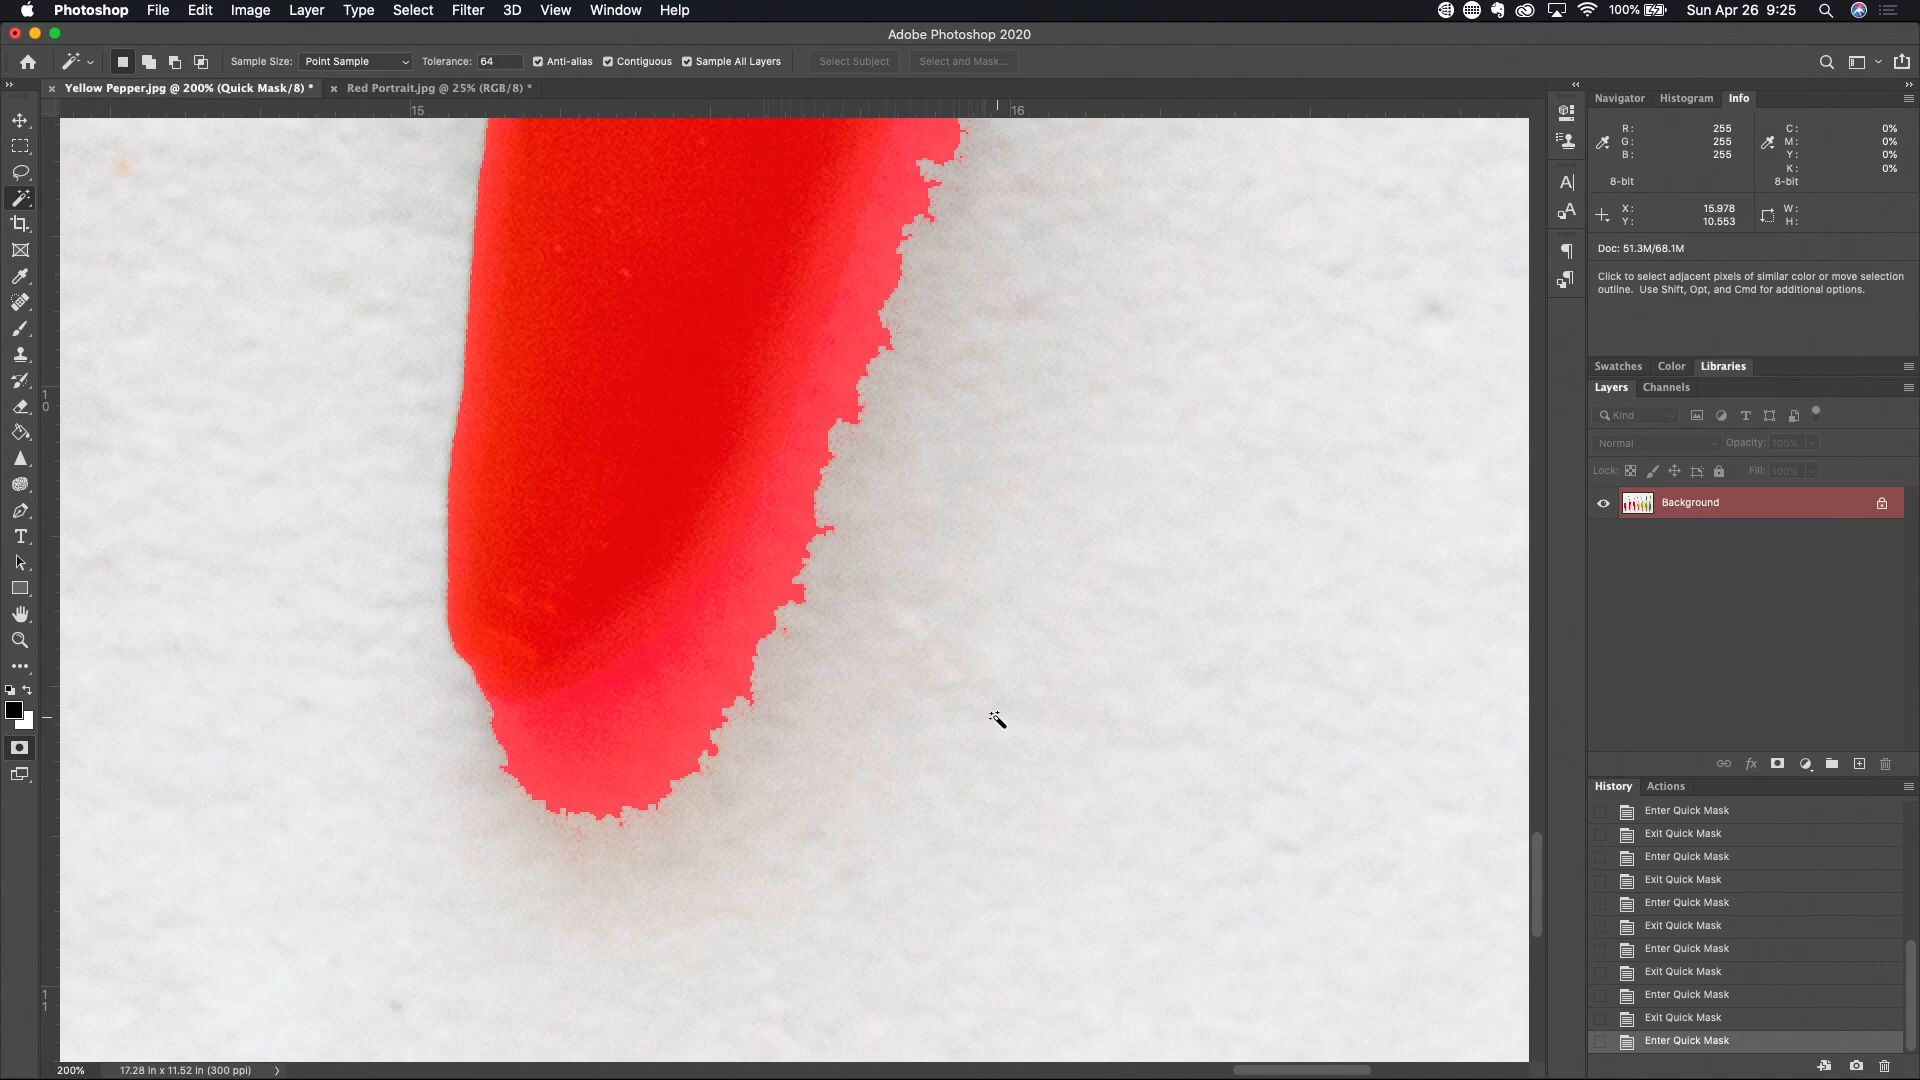 Photoshop File Edit Image Layer Type Select Filter 3D View Window Help 100% Sun Apr 26 9:25
Adobe Photoshop 2020
Sample Size: Point Sample Tolerance: 64 Anti-alias Contiguous Sample All Layers Select Subject Select and Mask...
Yellow Pepper.jpg @ 200% (Quick Mask/8) * Red Portrait.jpg @ 25% (RGB/8) *
15 16
Navigator Histogram Info
R: 255 C: 0%
G: 255 M: 0%
B: 255 Y: 0%
K: 0%
8-bit 8-bit
X: 15.978 W:
Y: 10.553 H:
Doc: 51.3M/68.1M
Click to select adjacent pixels of similar color or move selection
outline. Use Shift, Opt, and Cmd for additional options.
Swatches Color Libraries
Layers Channels
Kind
Normal Opacity: 100%
Lock: Fill: 100%
Background
1
0
1
1
fx
History Actions
Enter Quick Mask
Exit Quick Mask
Enter Quick Mask
Exit Quick Mask
Enter Quick Mask
Exit Quick Mask
Enter Quick Mask
Exit Quick Mask
Enter Quick Mask
Exit Quick Mask
Enter Quick Mask
200% 17.28 in x 11.52 in (300 ppi)